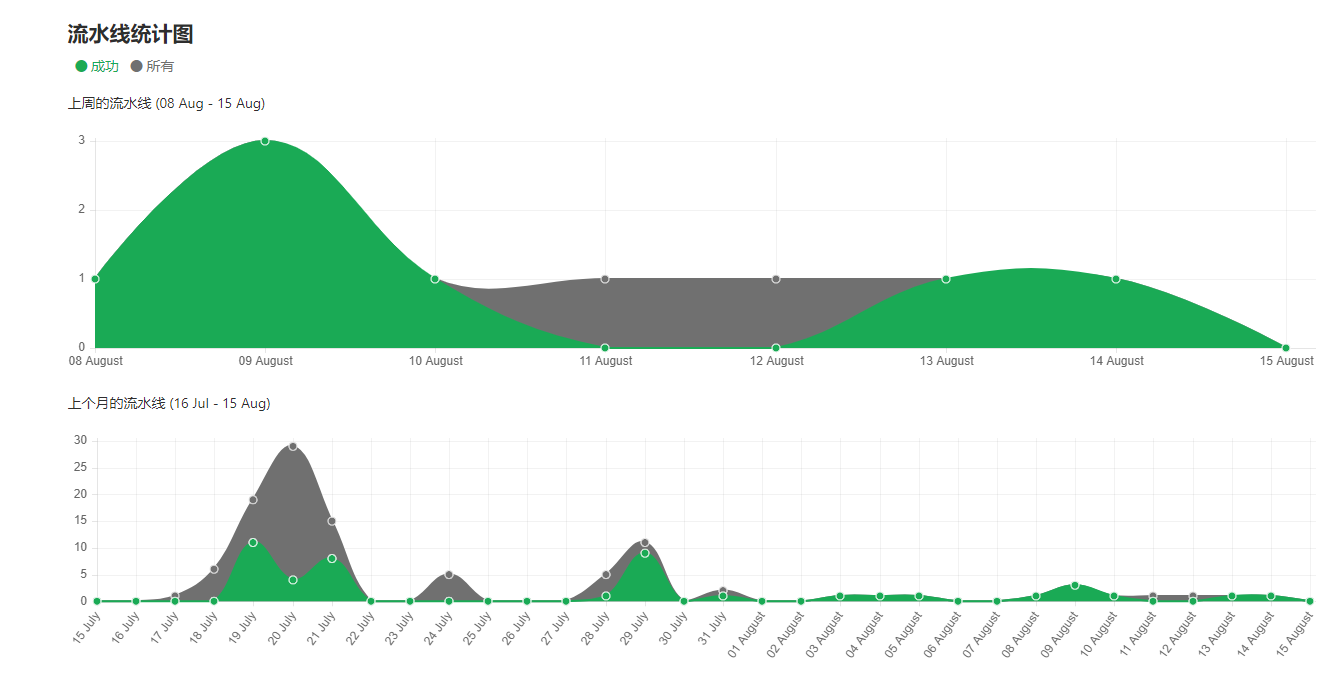 流水线统计图
成功 所有
上周的流水线 (08 Aug - 15 Aug)
3
2
1
0
08 August 09 August 10 August 11 August 12 August 13 August 14 August 15 August
上个月的流水线 (16 Jul - 15 Aug)
30
25
20
15
10
5
0
15 July 16 July 17 July 18 July 19 July 20 July 21 July 22 July 23 July 24 July 25 July 26 July 27 July 28 July 29 July 30 July 31 July 01 August 02 August 03 August 04 August 05 August 06 August 07 August 08 August 09 August 10 August 11 August 12 August 13 August 14 August 15 August